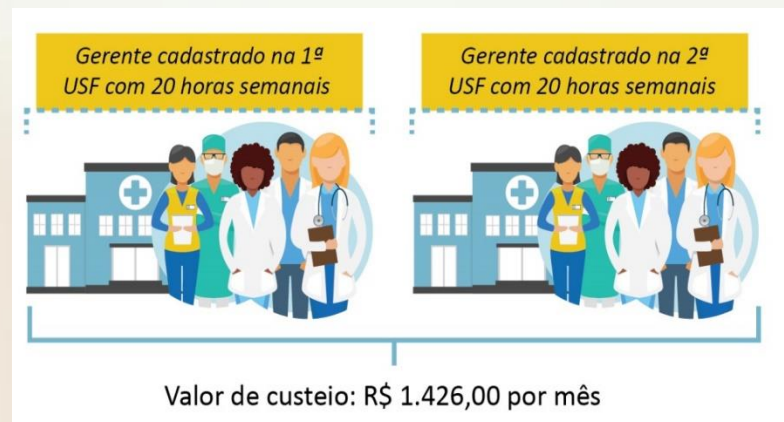 Gerente cadastrado na 1ª
USF com 20 horas semanais
Gerente cadastrado na 2ª
USF com 20 horas semanais
Valor de custeio: R$ 1.426,00 por mês